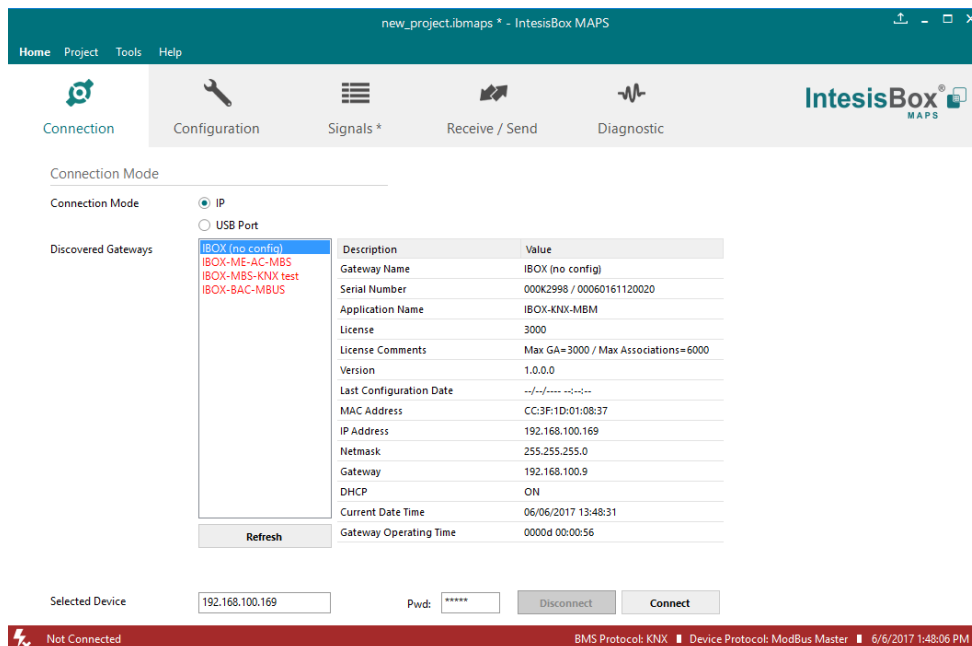 new_project.ibmaps * - IntesisBox MAPS
Home Project Tools Help
Connection Configuration Signals * Receive / Send Diagnostic
IntesisBox®
MAPS
Connection Mode
Connection Mode IP
USB Port
Discovered Gateways
IBOX (no config)
IBOX-ME-AC-MBS
IBOX-MBS-KNX test
IBOX-BAC-MBUS
Description Value
Gateway Name IBOX (no config)
Serial Number 000K2998 / 00060161120020
Application Name IBOX-KNX-MBM
License 3000
License Comments Max GA=3000 / Max Associations=6000
Version 1.0.0.0
Last Configuration Date --/--/---- --:--:--
MAC Address CC:3F:1D:01:08:37
IP Address 192.168.100.169
Netmask 255.255.255.0
Gateway 192.168.100.9
DHCP ON
Current Date Time 06/06/2017 13:48:31
Gateway Operating Time 0000d 00:00:56
Refresh
Selected Device 192.168.100.169 Pwd: ***** Disconnect Connect
Not Connected BMS Protocol: KNX Device Protocol: ModBus Master 6/6/2017 1:48:06 PM